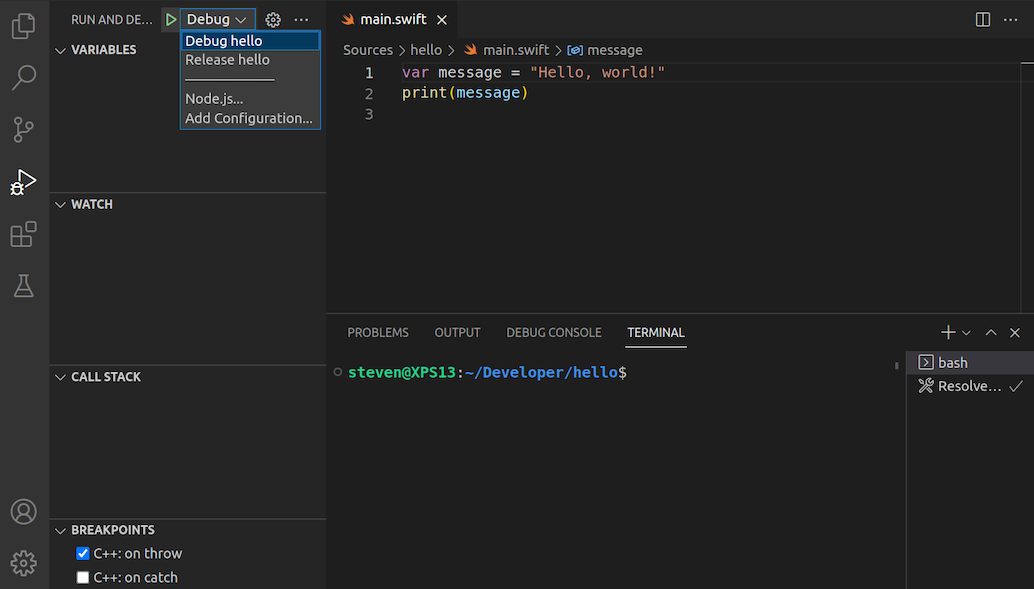 RUN AND DE...
Debug
Debug hello
Release hello
Node.js...
Add Configuration...
VARIABLES
WATCH
CALL STACK
BREAKPOINTS
C++: on throw
C++: on catch
main.swift
Sources > hello > main.swift > message
1 var message = "Hello, world!"
2 print(message)
3
PROBLEMS OUTPUT DEBUG CONSOLE TERMINAL
steven@XPS13:~/Developer/hello$
bash
Resolve...